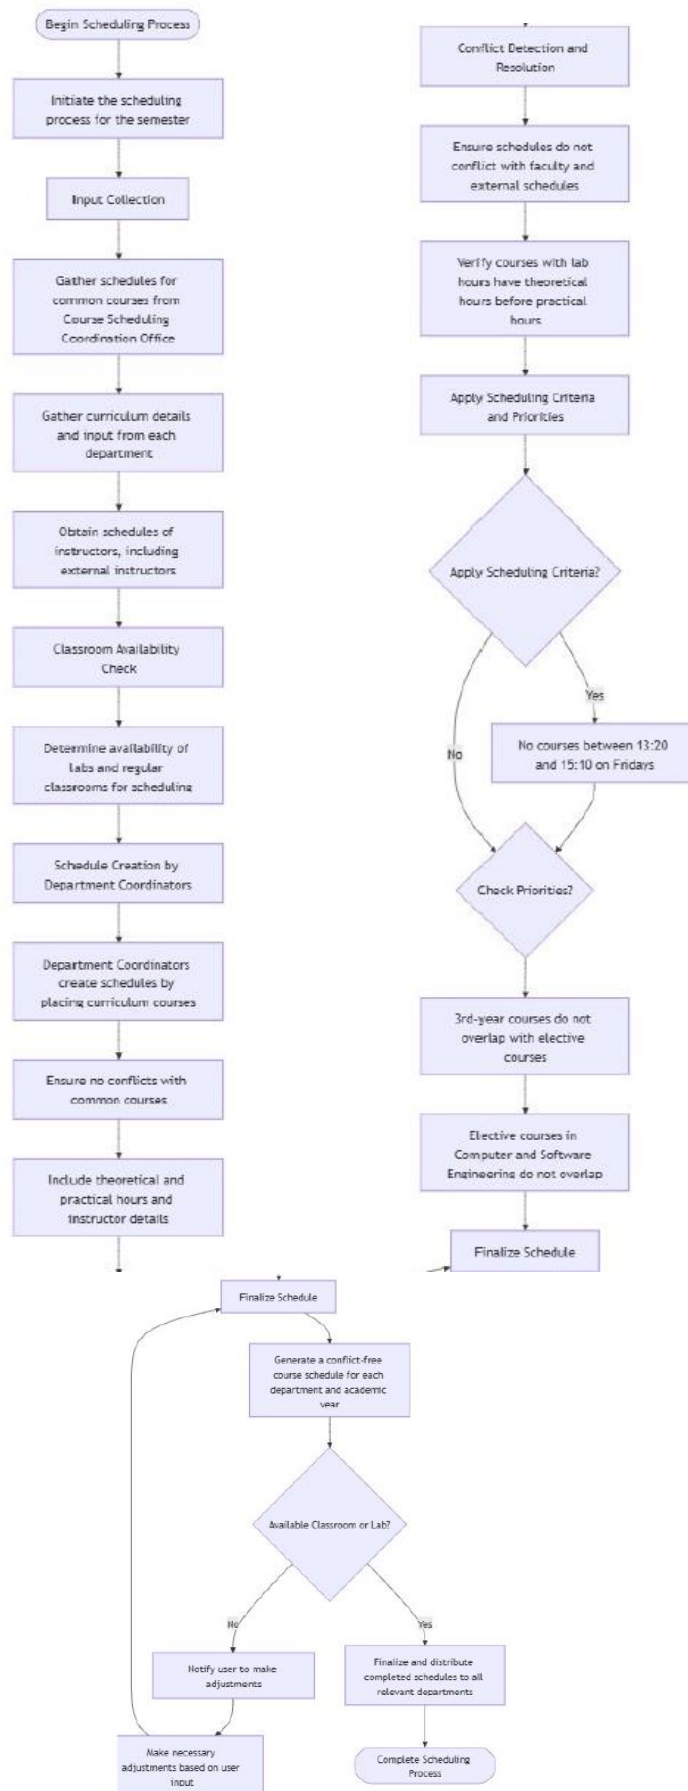 Begin Scheduling Process
Initiate the scheduling
process for the semester
Input Collection
Gather schedules for
common courses from
Course Scheduling
Coordination Office
Gather curriculum details
and input from each
department
Obtain schedules of
instructors, including
external instructors
Classroom Availability
Check
Determine availability of
labs and regular
classrooms for scheduling
Schedule Creation by
Department Coordinators
Department Coordinators
create schedules by
placing curriculum courses
Ensure no conflicts with
common courses
Include theoretical and
practical hours and
instructor details
Conflict Detection and
Resolution
Ensure schedules do not
conflict with faculty and
external schedules
Verify courses with lab
hours have theoretical
hours before practical
hours
Apply Scheduling Criteria
and Priorities
Apply Scheduling Criteria?
Yes
No
No courses between 13:20
and 15:10 on Fridays
Check Priorities?
3rd-year courses do not
overlap with elective
courses
Elective courses in
Computer and Software
Engineering do not overlap
Finalize Schedule
Finalize Schedule
Generate a conflict-free
course schedule for each
department and academic
year
Available Classroom or Lab?
No
Yes
Notify user to make
adjustments
Finalize and distribute
completed schedules to all
relevant departments
Make necessary
adjustments based on user
input
Complete Scheduling
Process